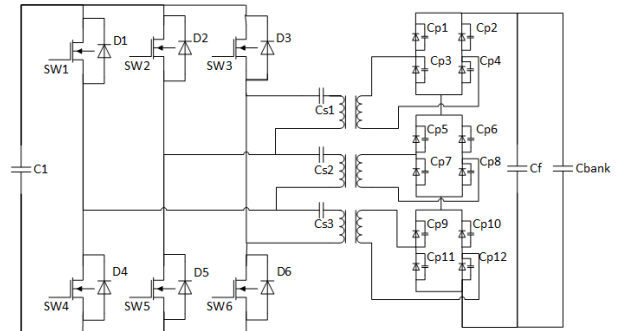 D1
D2
D3
SW1
SW2
SW3
Cp1
Cp2
Cp3
Cp4
Cs1
Cp5
Cp6
Cp7
Cp8
C1
Cs2
Cf
Cbank
Cs3
Cp9
Cp10
Cp11
Cp12
D4
D5
D6
SW4
SW5
SW6